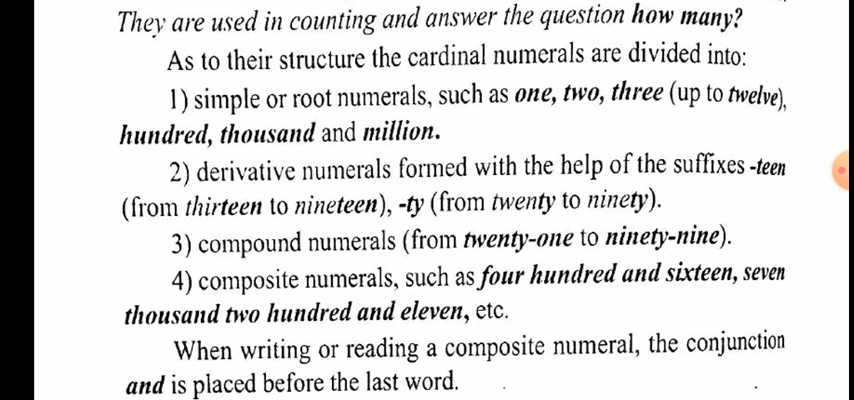 They are used in counting and answer the question how many?
As to their structure the cardinal numerals are divided into:
1) simple or root numerals, such as one, two, three (up to twelve),
hundred, thousand and million.
2) derivative numerals formed with the help of the suffixes -teen
(from thirteen to nineteen), -ty (from twenty to ninety).
3) compound numerals (from twenty-one to ninety-nine).
4) composite numerals, such as four hundred and sixteen, seven
thousand two hundred and eleven, etc.
When writing or reading a composite numeral, the conjunction
and is placed before the last word.